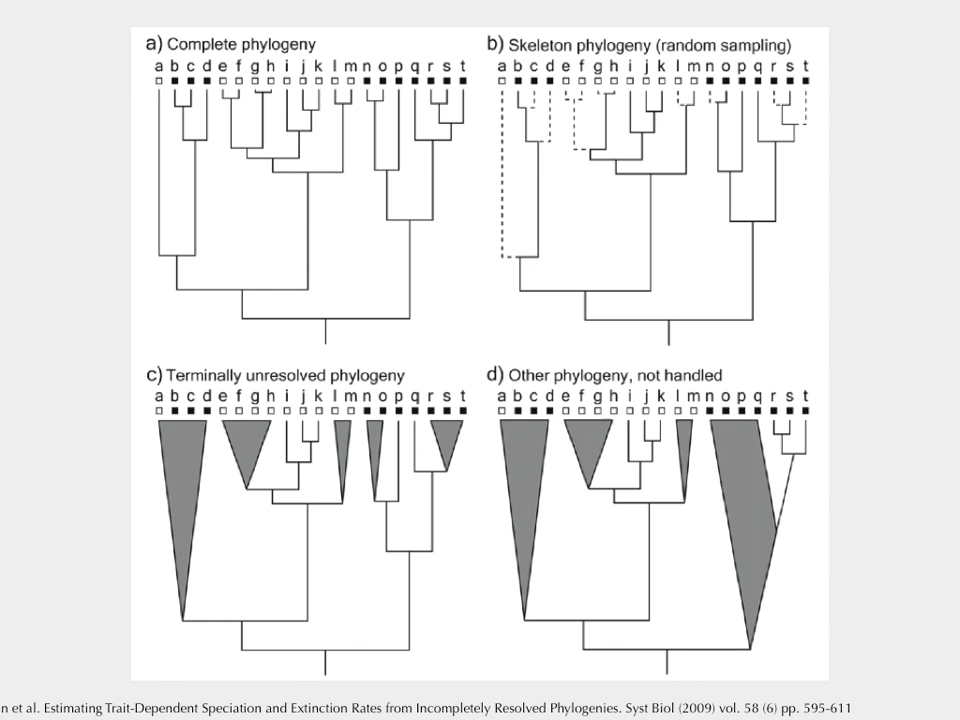 a) Complete phylogeny
a b c d e f g h i j k l m n o p q r s t
b) Skeleton phylogeny (random sampling)
a b c d e f g h i j k l m n o p q r s t
c) Terminally unresolved phylogeny
a b c d e f g h i j k l m n o p q r s t
d) Other phylogeny, not handled
a b c d e f g h i j k l m n o p q r s t
n et al. Estimating Trait-Dependent Speciation and Extinction Rates from Incompletely Resolved Phylogenies. Syst Biol (2009) vol. 58 (6) pp. 595-611